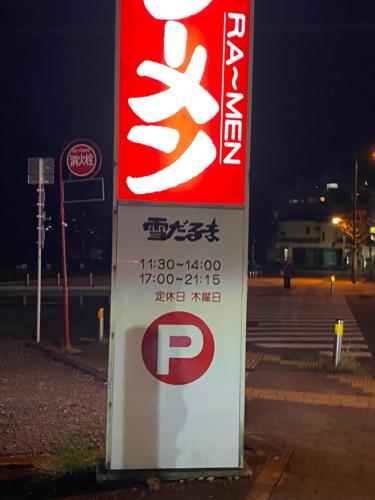 ラーメン
RA〜MEN
雪だるま
11:30〜14:00
17:00〜21:15
定休日 木曜日
P
消火栓